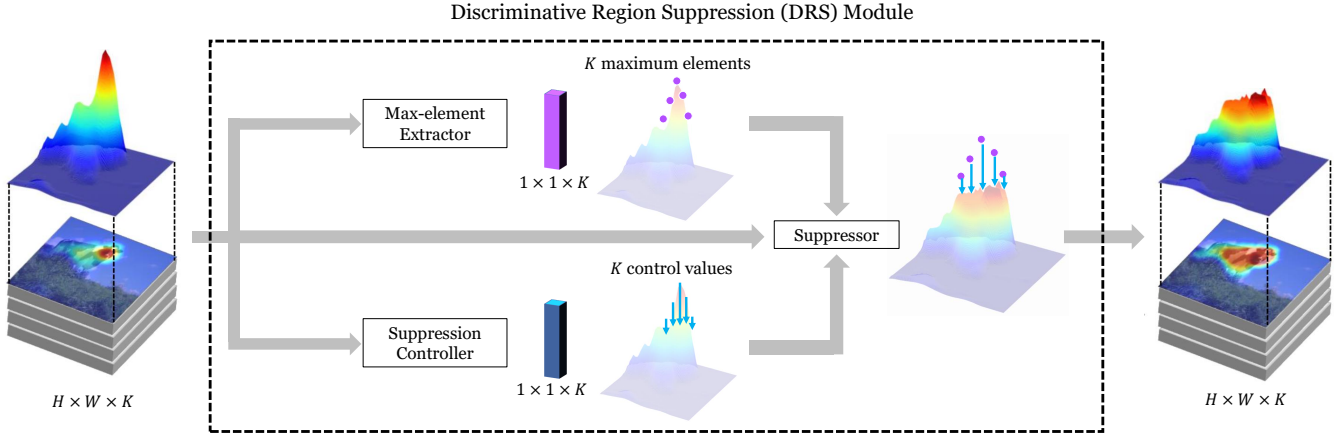 Discriminative Region Suppression (DRS) Module
K maximum elements
Max-element
Extractor
1 × 1 × K
Suppressor
K control values
Suppression
Controller
1 × 1 × K
H × W × K
H × W × K